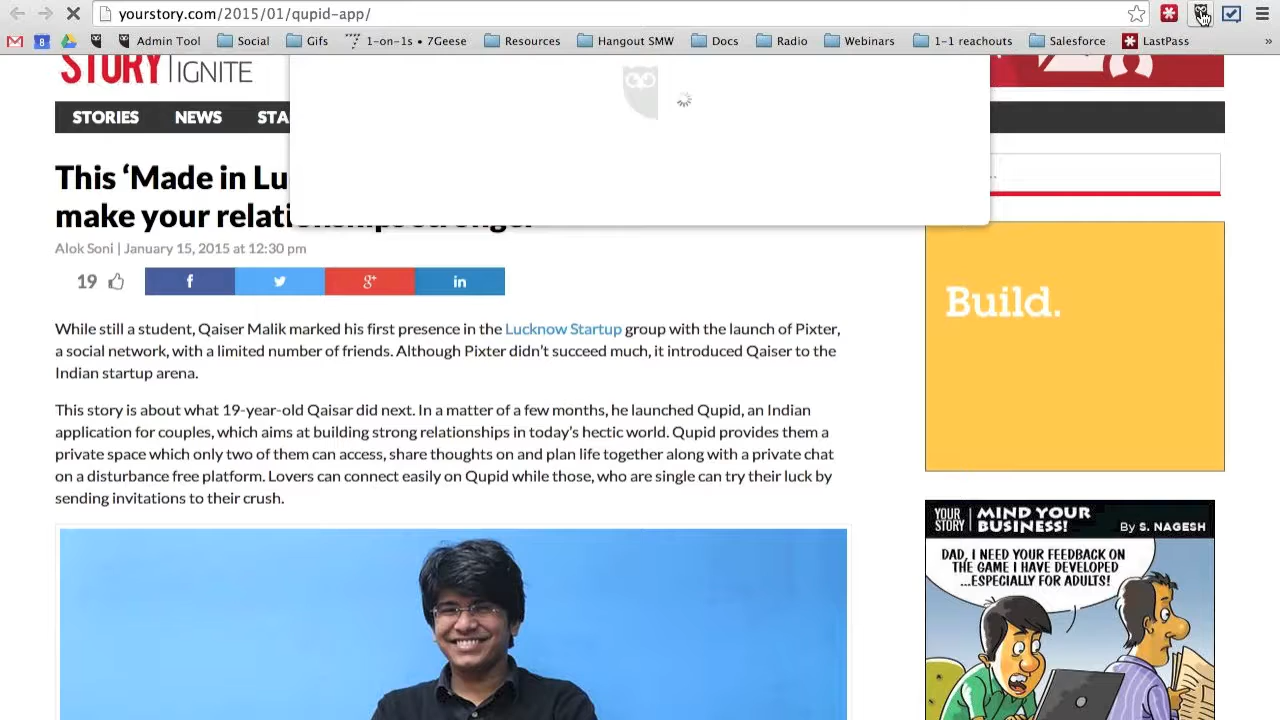 yourstory.com/2015/01/qupid-app/
8 Admin Tool Social Gifs 1-on-1s • 7Geese Resources Hangout SMW Docs Radio Webinars 1-1 reachouts Salesforce LastPass »
STORY | IGNITE
STORIES NEWS STA
This ‘Made in Lu
make your relationships stronger
Alok Soni | January 15, 2015 at 12:30 pm
19 f g+ in
While still a student, Qaiser Malik marked his first presence in the Lucknow Startup group with the launch of Pixter,
a social network, with a limited number of friends. Although Pixter didn’t succeed much, it introduced Qaiser to the
Indian startup arena.
This story is about what 19-year-old Qaisar did next. In a matter of a few months, he launched Qupid, an Indian
application for couples, which aims at building strong relationships in today’s hectic world. Qupid provides them a
private space which only two of them can access, share thoughts on and plan life together along with a private chat
on a disturbance free platform. Lovers can connect easily on Qupid while those, who are single can try their luck by
sending invitations to their crush.
Build.
YOUR STORY | MIND YOUR BUSINESS! By S. NAGESH
DAD, I NEED YOUR FEEDBACK ON
THE GAME I HAVE DEVELOPED
...ESPECIALLY FOR ADULTS!